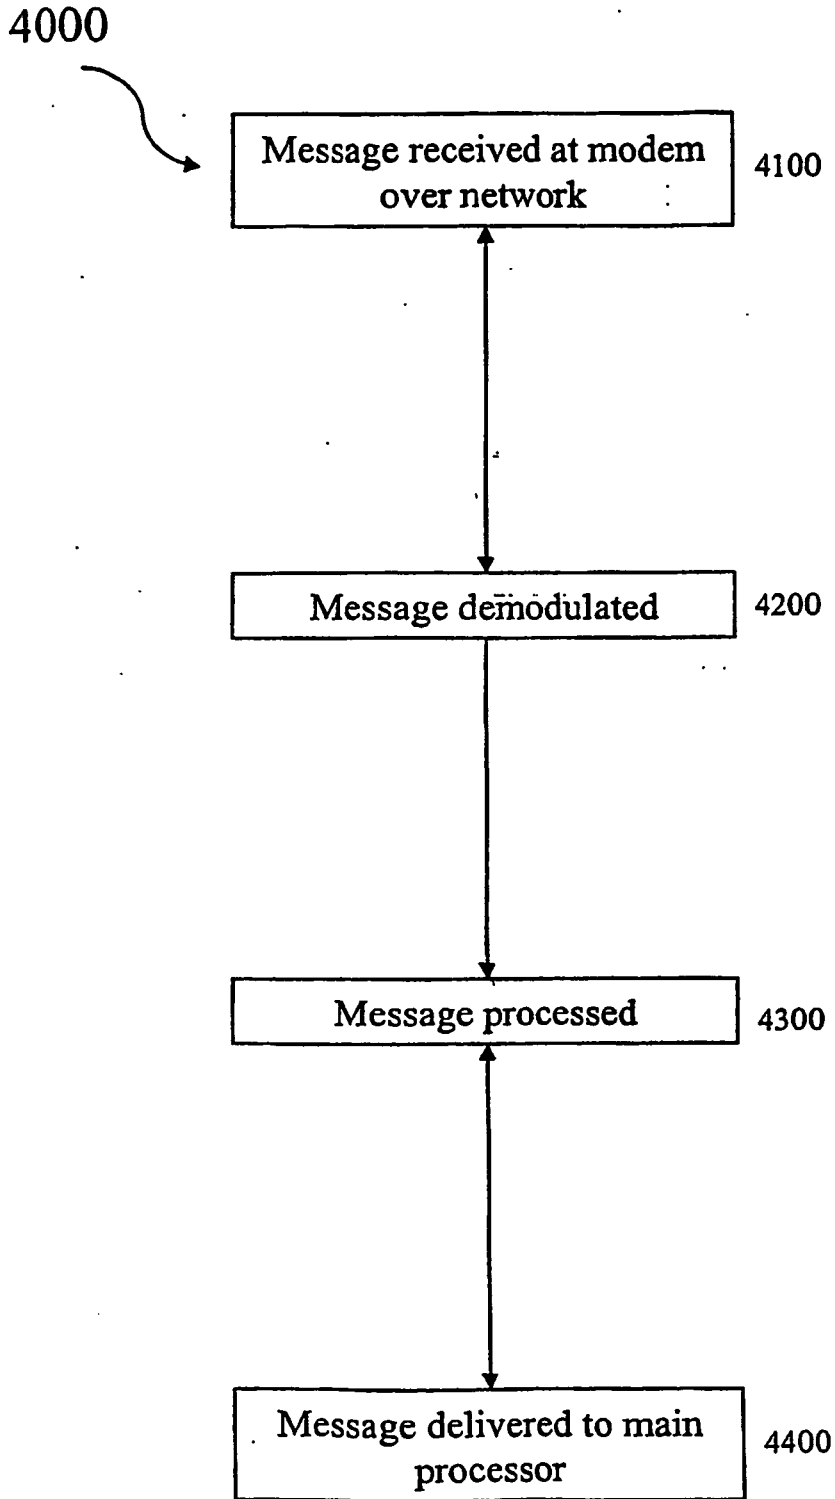 4000
Message received at modem
over network
4100
Message demodulated
4200
Message processed
4300
Message delivered to main
processor
4400